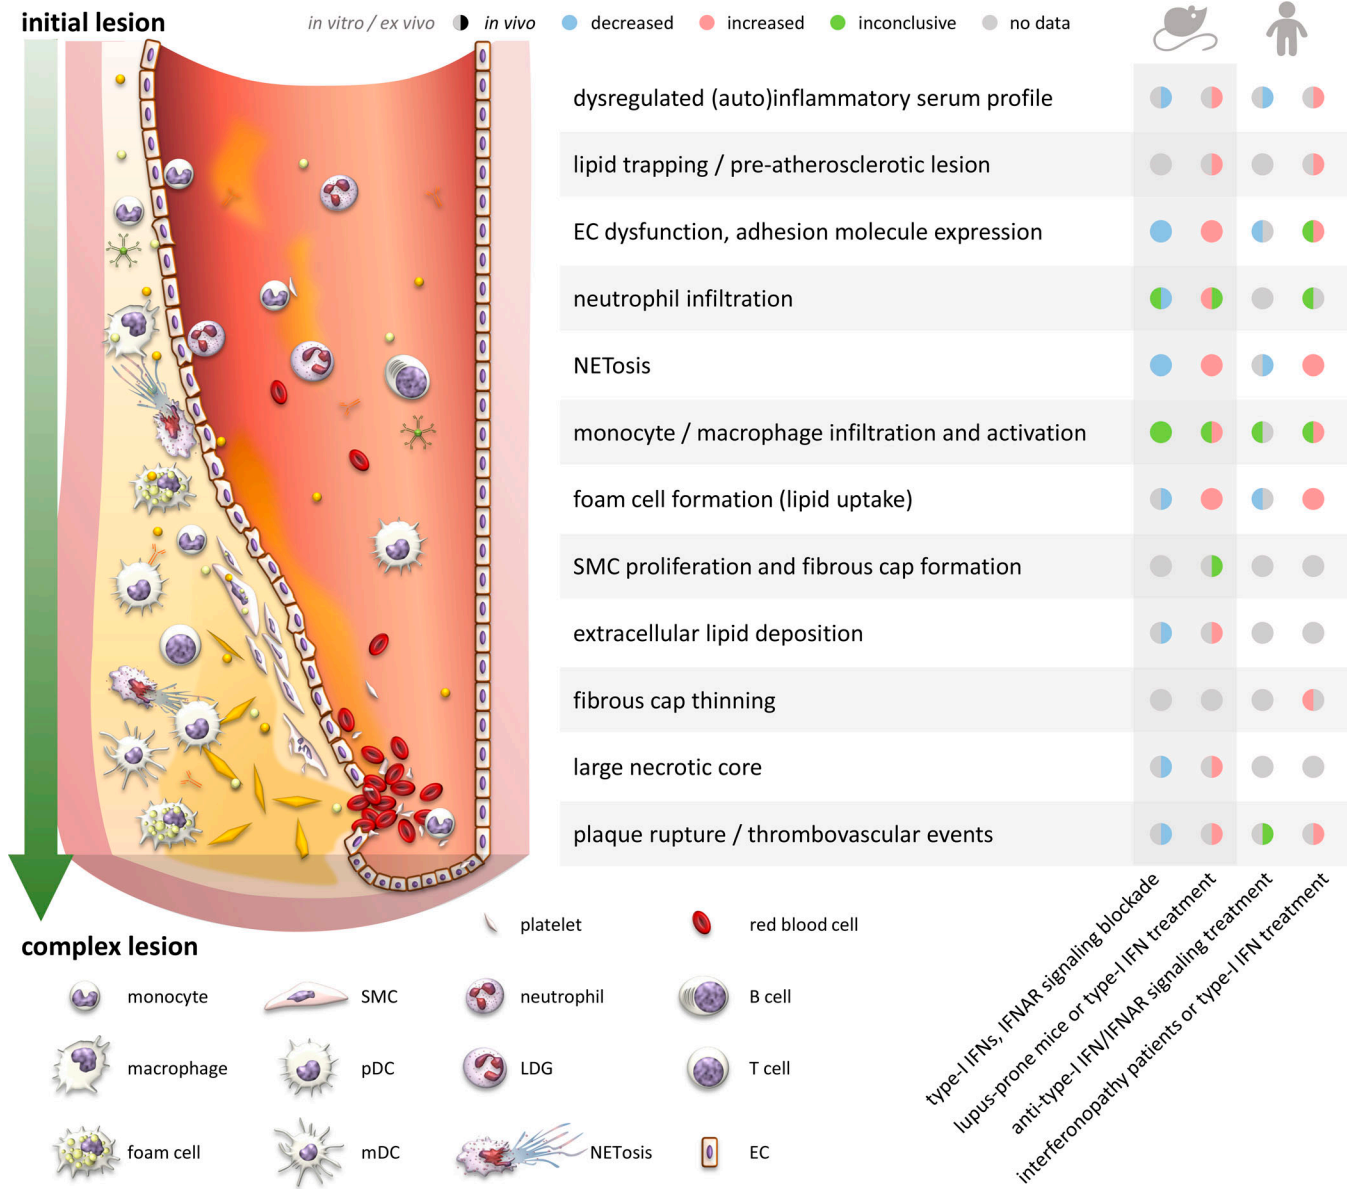 initial lesion
in vitro / ex vivo in vivo decreased increased inconclusive no data
dysregulated (auto)inflammatory serum profile
lipid trapping / pre-atherosclerotic lesion
EC dysfunction, adhesion molecule expression
neutrophil infiltration
NETosis
monocyte / macrophage infiltration and activation
foam cell formation (lipid uptake)
SMC proliferation and fibrous cap formation
extracellular lipid deposition
fibrous cap thinning
large necrotic core
plaque rupture / thrombovascular events
type-I IFNs, IFNAR signaling blockade
lupus-prone mice or type-I IFN treatment
anti-type-I IFN/IFNAR signaling treatment
interferonopathy patients or type-I IFN treatment
complex lesion
platelet red blood cell
monocyte SMC neutrophil B cell
macrophage pDC LDG T cell
foam cell mDC NETosis EC